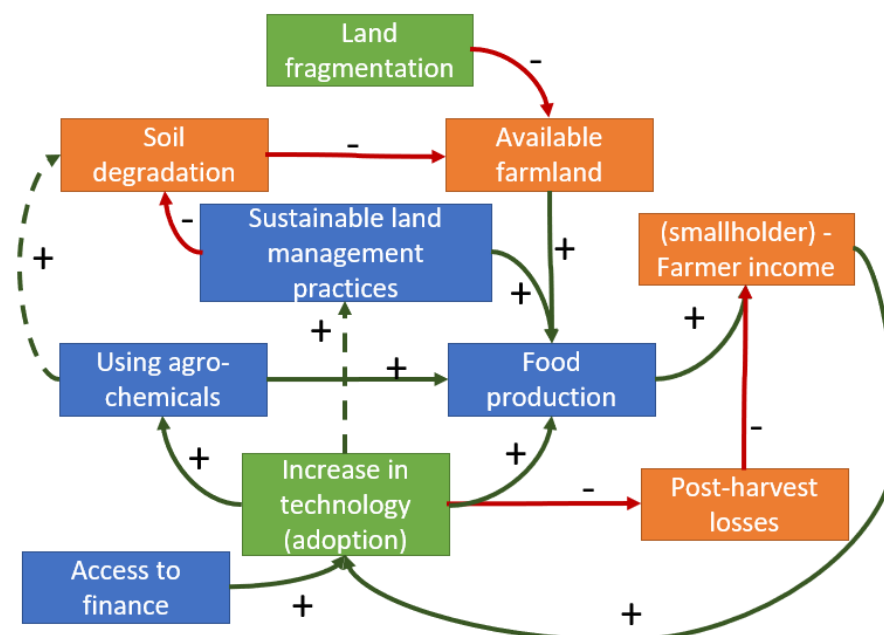 Land
fragmentation
-
Soil
degradation
-
Available
farmland
-
Sustainable land
management
practices
+
(smallholder) -
Farmer income
+
+
+
+
Using agro-
chemicals
+
Food
production
+
Increase in
technology
(adoption)
+
-
-
Post-harvest
losses
Access to
finance
+
+